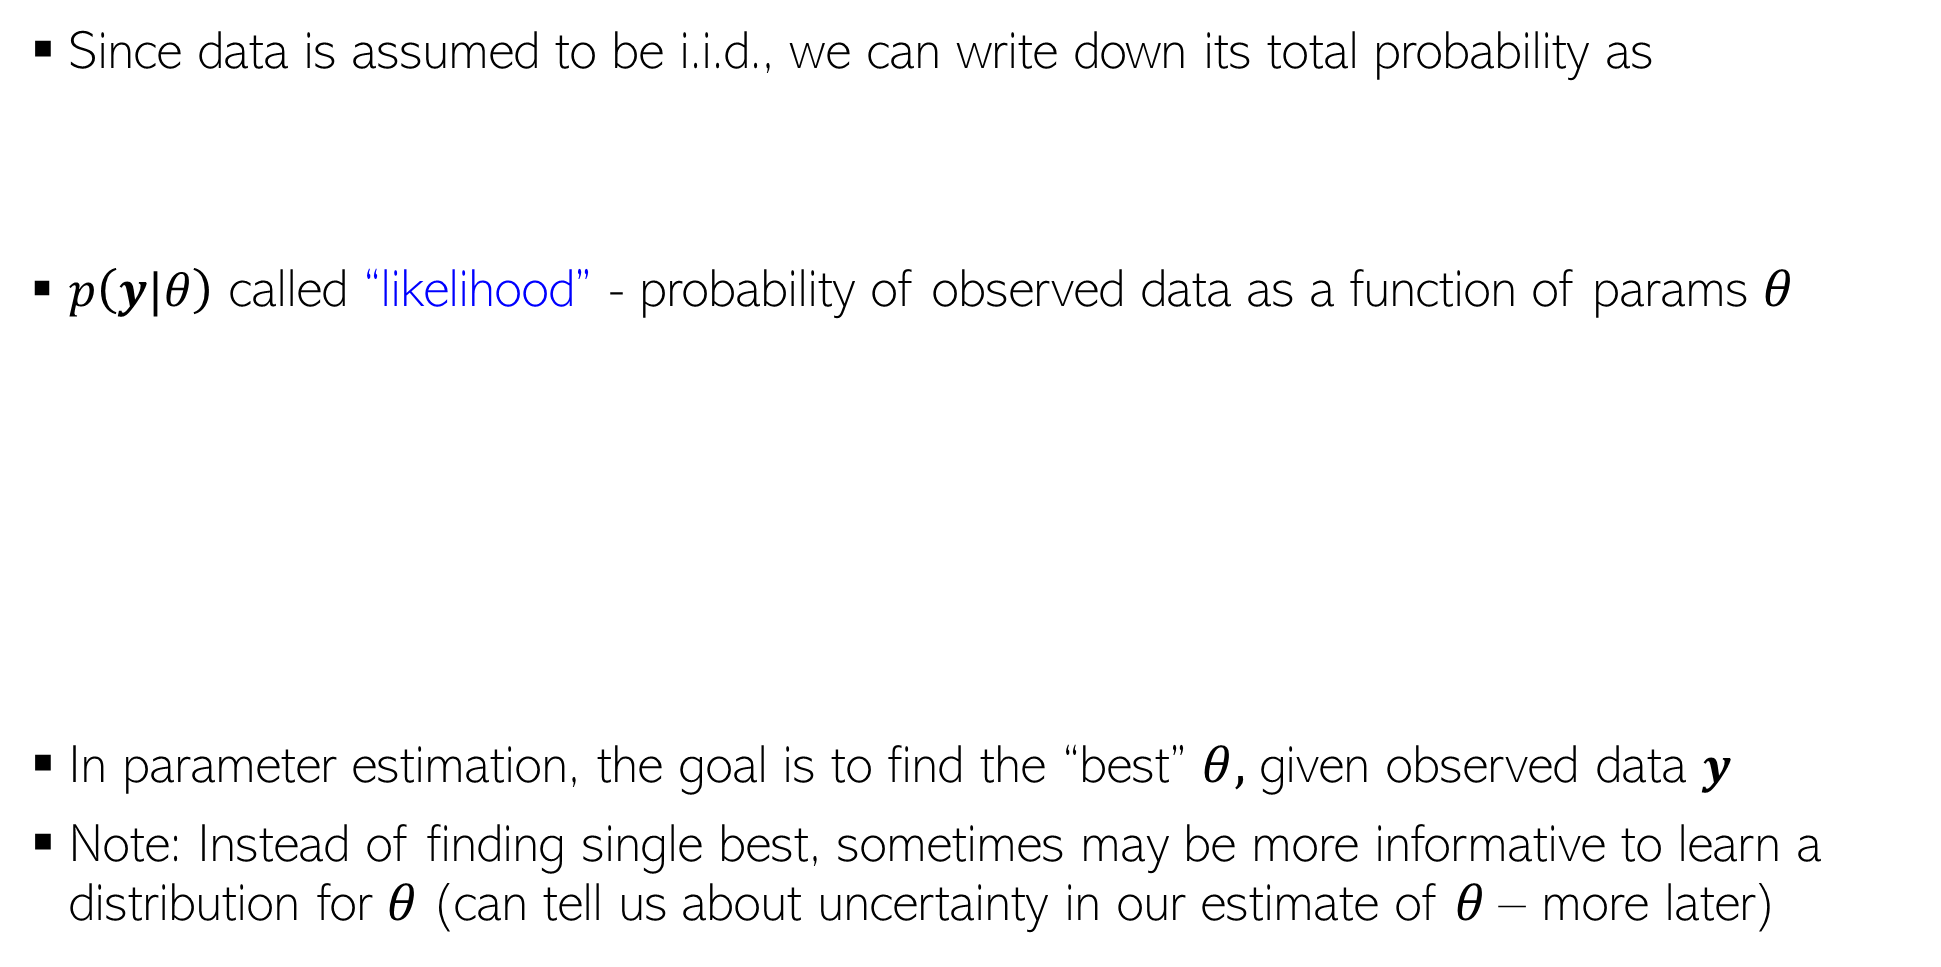 ▪ Since data is assumed to be i.i.d., we can write down its total probability as
▪ p(y|θ) called “likelihood” - probability of observed data as a function of params θ
▪ In parameter estimation, the goal is to find the “best” θ, given observed data y
▪ Note: Instead of finding single best, sometimes may be more informative to learn a
distribution for θ (can tell us about uncertainty in our estimate of θ – more later)